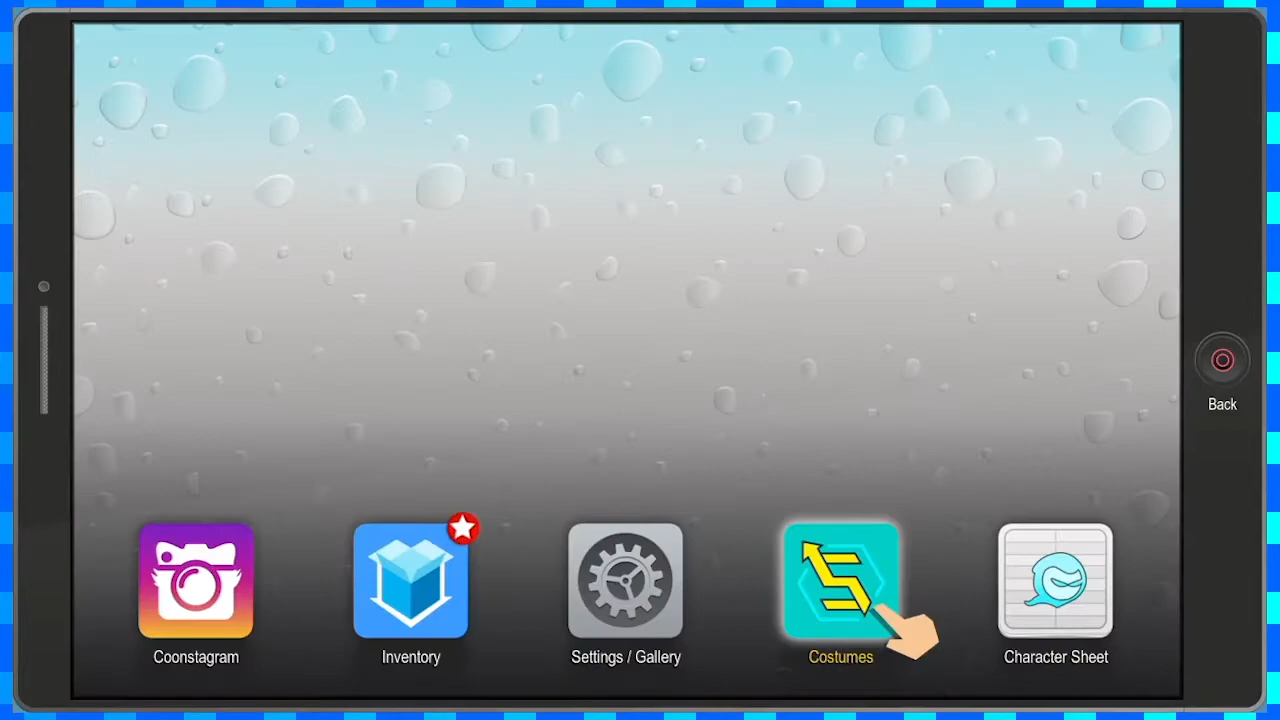 Back
Coonstagram
Inventory
Settings / Gallery
Costumes
Character Sheet